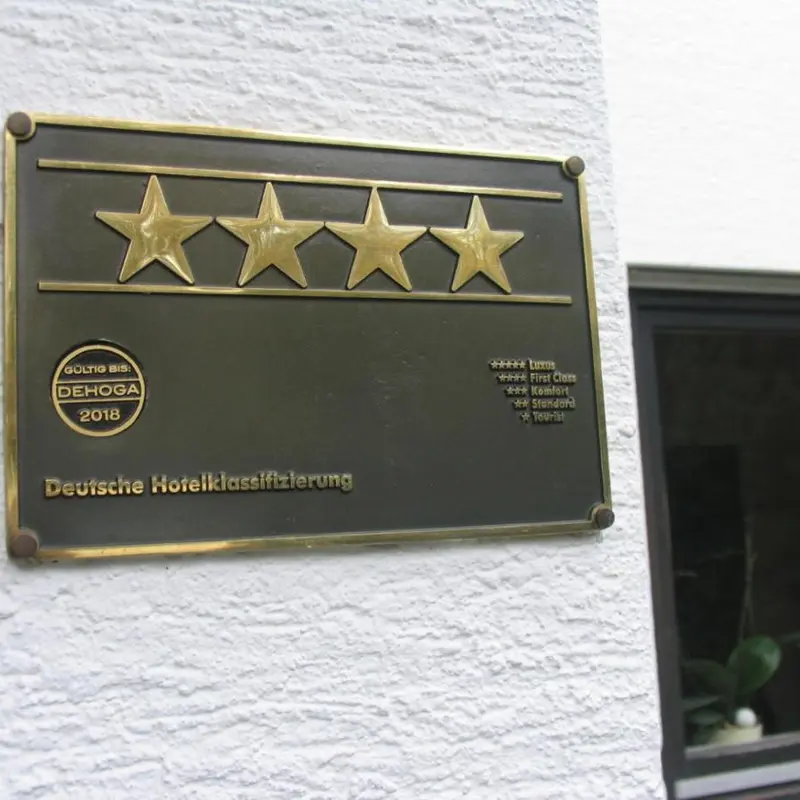 GÜLTIG BIS:
DEHOGA
2018
***** Luxus
**** First Class
*** Komfort
** Standard
* Tourist
Deutsche Hotelklassifizierung